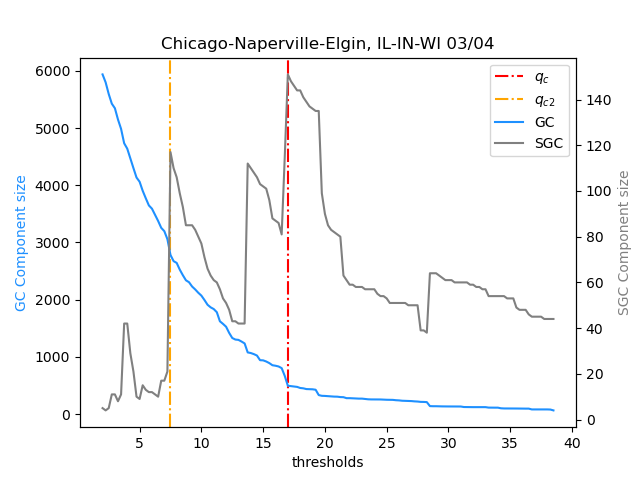 Chicago-Naperville-Elgin, IL-IN-WI 03/04
6000
5000
4000
3000
2000
1000
0
GC Component size
140
120
100
80
60
40
20
0
SGC Component size
q_c
q_c2
GC
SGC
5 10 15 20 25 30 35 40
thresholds